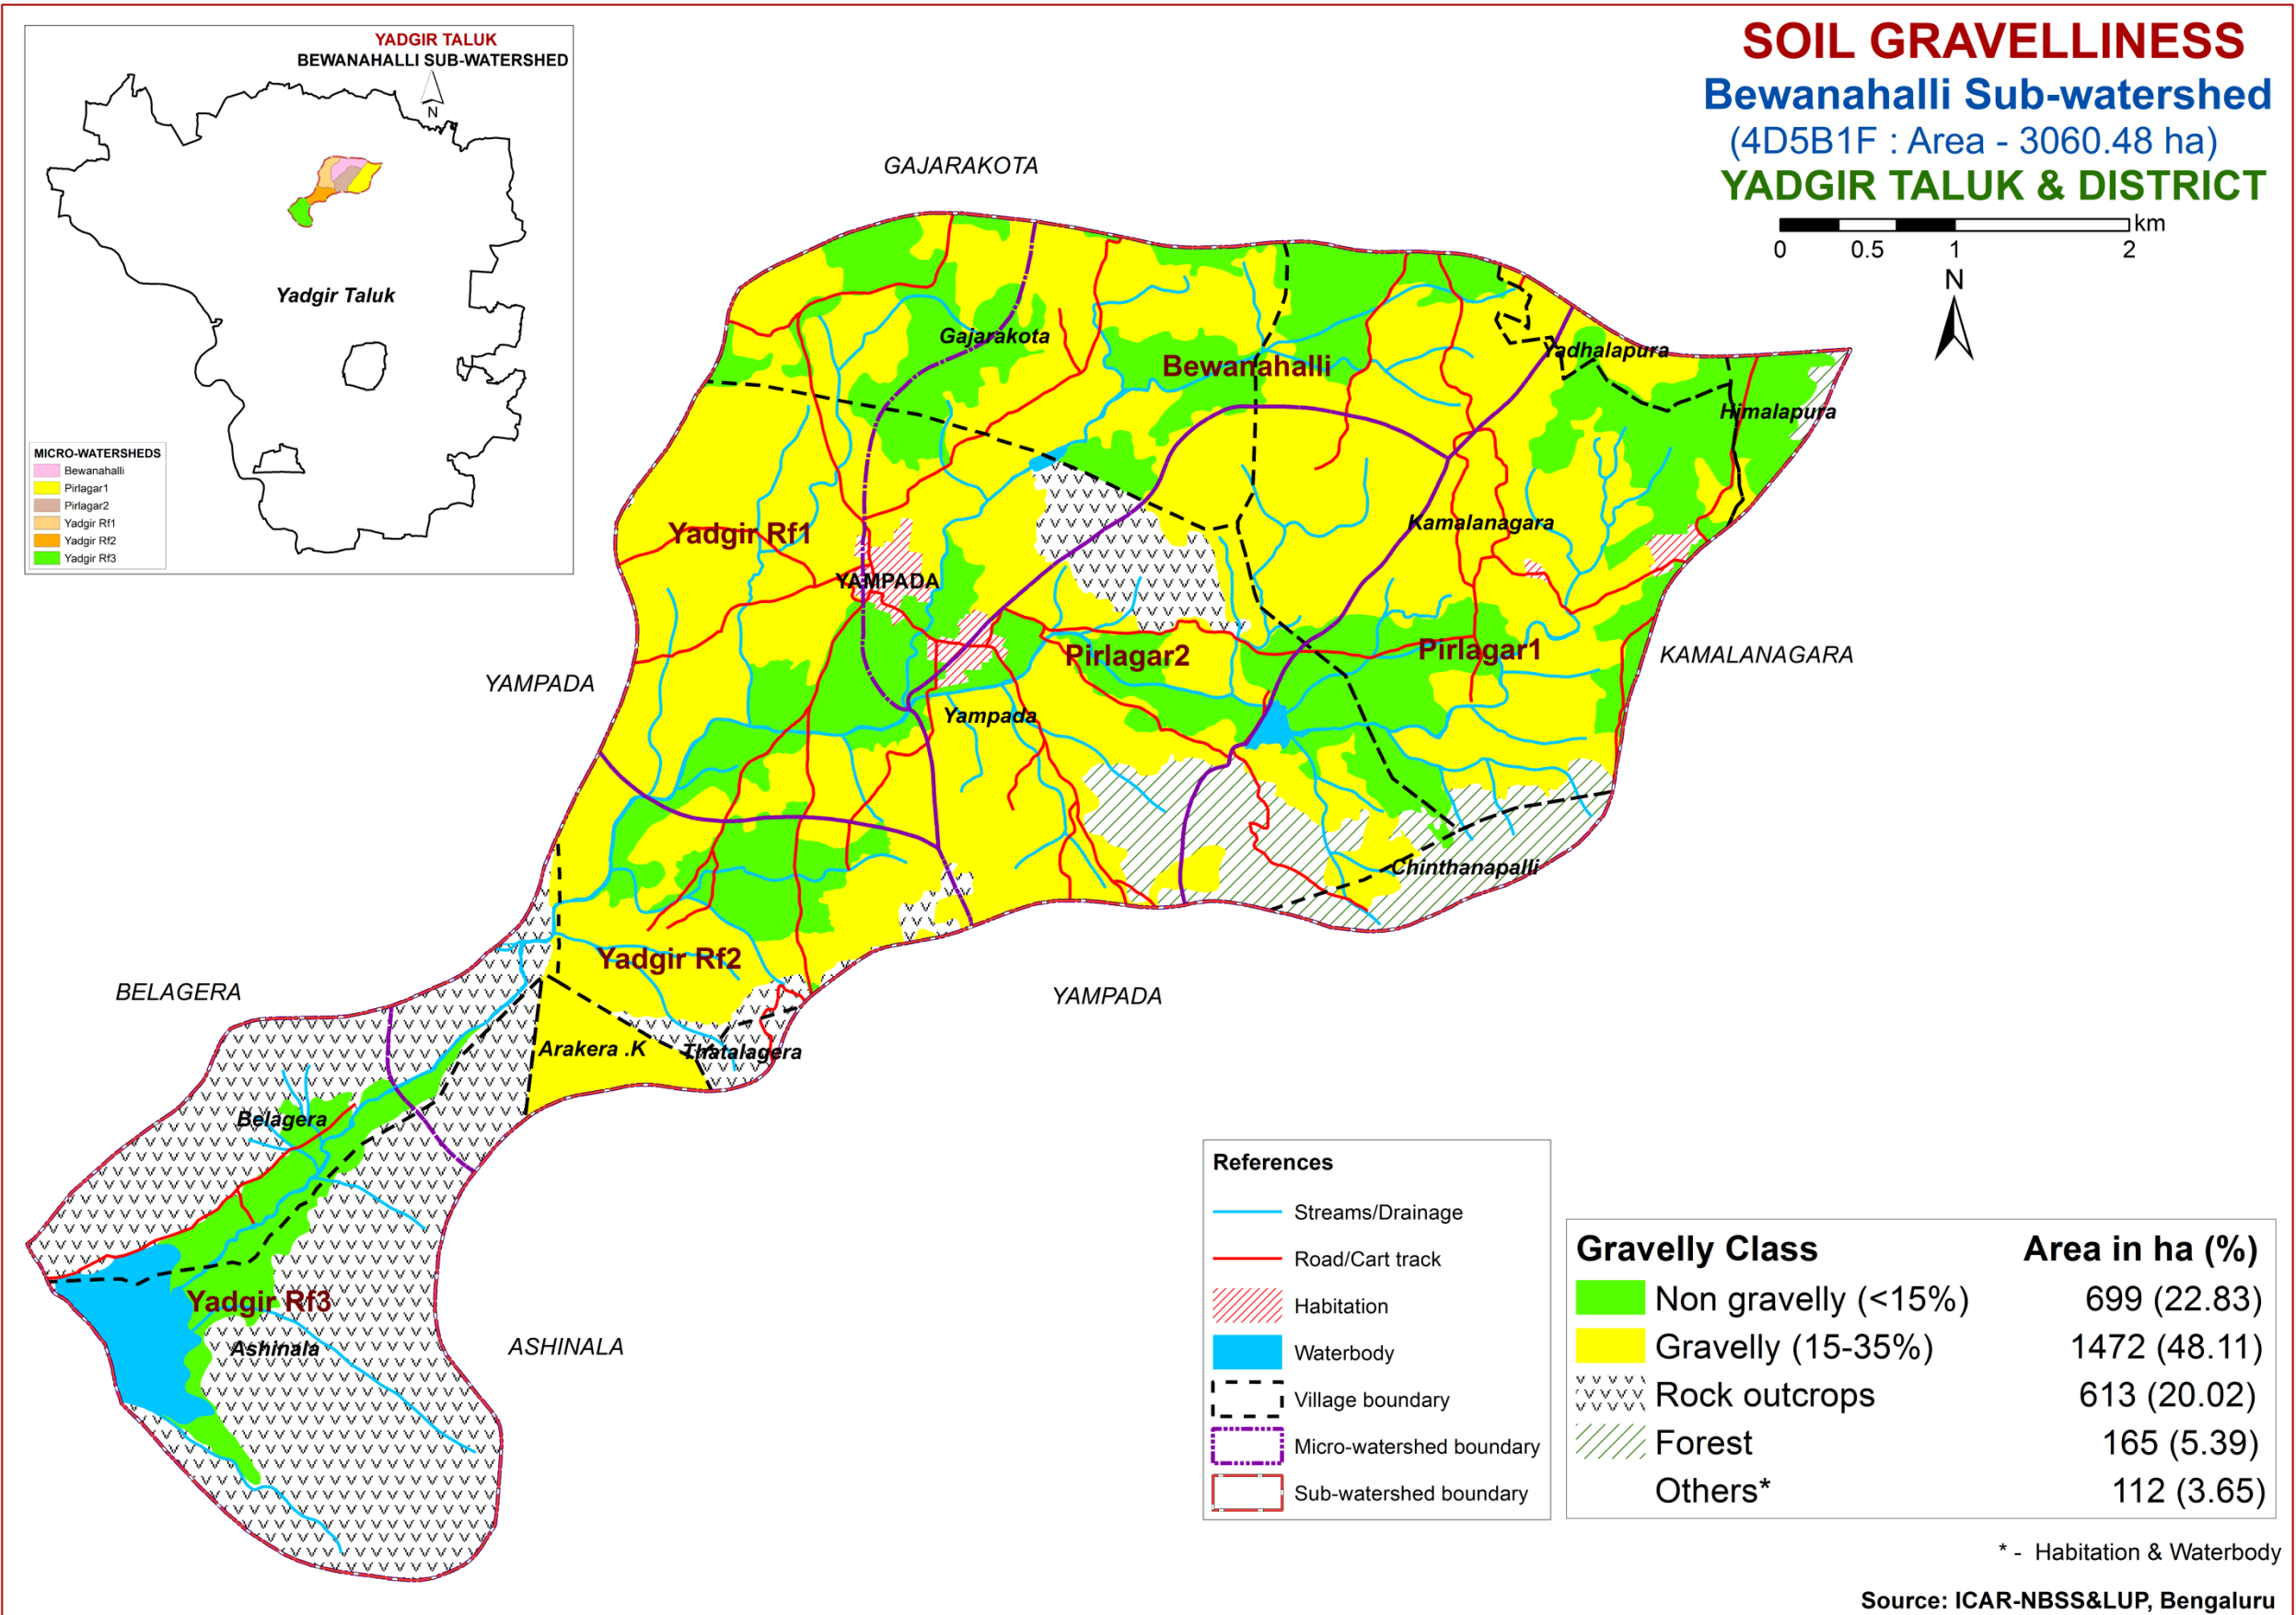 YADGIR TALUK
BEWANAHALLI SUB-WATERSHED
N
Yadgir Taluk
MICRO-WATERSHEDS
Bewanahalli
Pirlagar1
Pirlagar2
Yadgir Rf1
Yadgir Rf2
Yadgir Rf3
SOIL GRAVELLINESS
Bewanahalli Sub-watershed
(4D5B1F : Area - 3060.48 ha)
YADGIR TALUK & DISTRICT
km
0 0.5 1 2
N
GAJARAKOTA
Gajarakota
Bewanahalli
Yadhalapura
Himalapura
Kamalanagara
Yadgir Rf1
YAMPADA
Pirlagar2
Pirlagar1
KAMALANAGARA
YAMPADA
Yampada
Chinthanapalli
Yadgir Rf2
BELAGERA
YAMPADA
Arakera .K
Thatalagera
Belagera
Yadgir Rf3
Ashinala
ASHINALA
References
Streams/Drainage
Road/Cart track
Habitation
Waterbody
Village boundary
Micro-watershed boundary
Sub-watershed boundary
Gravelly Class Area in ha (%)
Non gravelly (<15%) 699 (22.83)
Gravelly (15-35%) 1472 (48.11)
Rock outcrops 613 (20.02)
Forest 165 (5.39)
Others* 112 (3.65)
* - Habitation & Waterbody
Source: ICAR-NBSS&LUP, Bengaluru